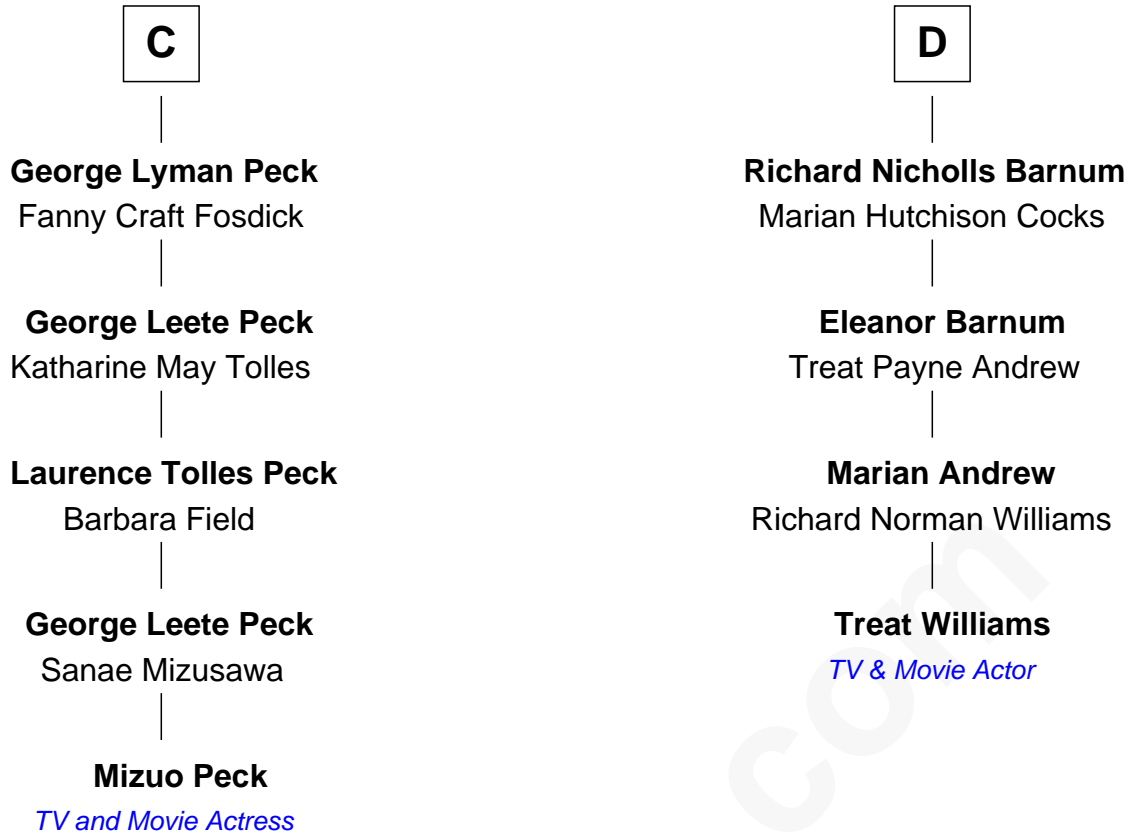 C
George Lyman Peck
Fanny Craft Fosdick
George Leete Peck
Katharine May Tolles
Laurence Tolles Peck
Barbara Field
George Leete Peck
Sanae Mizusawa
Mizuo Peck
TV and Movie Actress
D
Richard Nicholls Barnum
Marian Hutchison Cocks
Eleanor Barnum
Treat Payne Andrew
Marian Andrew
Richard Norman Williams
Treat Williams
TV & Movie Actor
com